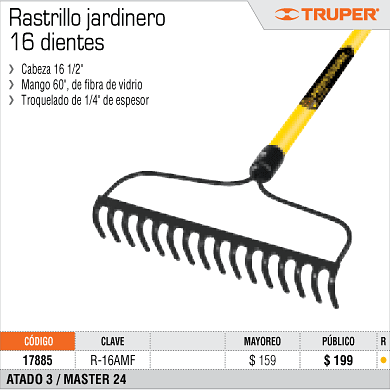 Rastrillo jardinero
16 dientes
TRUPER
Cabeza 16 1/2"
Mango 60", de fibra de vidrio
Troquelado de 1/4" de espesor
CÓDIGO CLAVE MAYOREO PÚBLICO R
17885 R-16AMF $ 159 $ 199
ATADO 3 / MASTER 24